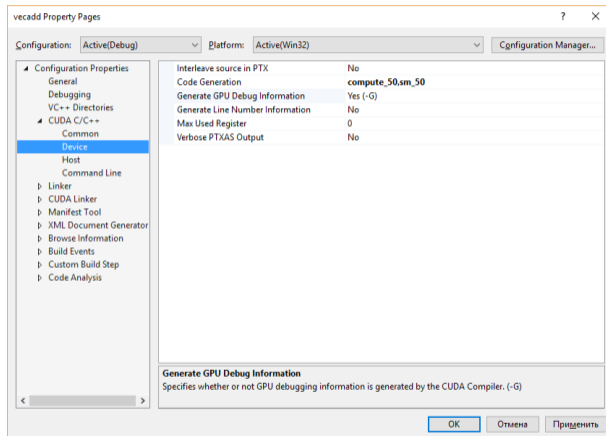 vecadd Property Pages ? ×
Configuration: Active(Debug) Platform: Active(Win32) Configuration Manager...
Configuration Properties
General
Debugging
VC++ Directories
CUDA C/C++
Common
Device
Host
Command Line
Linker
CUDA Linker
Manifest Tool
XML Document Generator
Browse Information
Build Events
Custom Build Step
Code Analysis
Interleave source in PTX No
Code Generation compute_50,sm_50
Generate GPU Debug Information Yes (-G)
Generate Line Number Information No
Max Used Register 0
Verbose PTXAS Output No
Generate GPU Debug Information
Specifies whether or not GPU debugging information is generated by the CUDA Compiler. (-G)
OK Отмена Применить